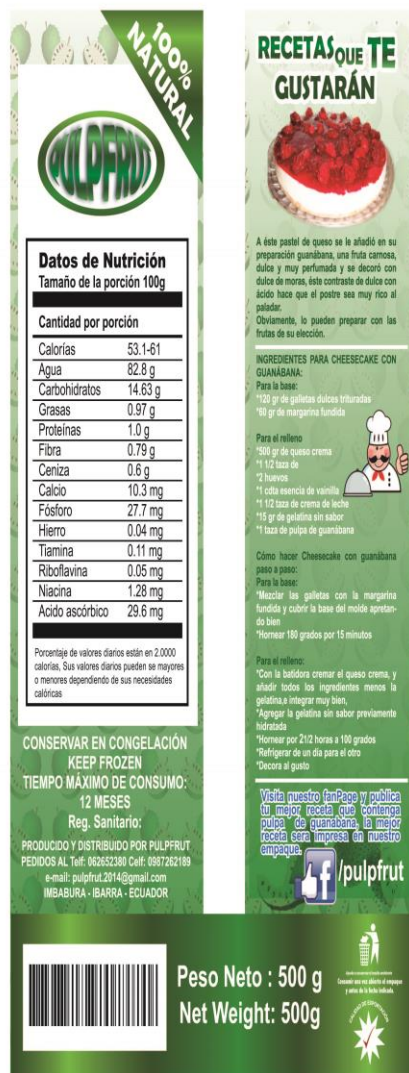 100%
NATURAL
PULPFRUT
Datos de Nutrición
Tamaño de la porción 100g
Cantidad por porción
Calorías 53.1-61
Agua 82.8 g
Carbohidratos 14.63 g
Grasas 0.97 g
Proteínas 1.0 g
Fibra 0.79 g
Ceniza 0.6 g
Calcio 10.3 mg
Fósforo 27.7 mg
Hierro 0.04 mg
Tiamina 0.11 mg
Riboflavina 0.05 mg
Niacina 1.28 mg
Acido ascórbico 29.6 mg
Porcentaje de valores diarios están en 2.0000
calorías, Sus valores diarios pueden se mayores
o menores dependiendo de sus necesidades
calóricas
CONSERVAR EN CONGELACIÓN
KEEP FROZEN
TIEMPO MÁXIMO DE CONSUMO:
12 MESES
Reg. Sanitario:
PRODUCIDO Y DISTRIBUIDO POR PULPFRUT
PEDIDOS AL Telf: 062652380 Celf: 0987262189
e-mail: pulpfrut.2014@gmail.com
IMBABURA - IBARRA - ECUADOR
RECETAS QUE TE
GUSTARÁN
A éste pastel de queso se le añadió en su
preparación guanábana, una fruta carnosa,
dulce y muy perfumada y se decoró con
dulce de moras, éste contraste de dulce con
ácido hace que el postre sea muy rico al
paladar.
Obviamente, lo pueden preparar con las
frutas de su elección.
INGREDIENTES PARA CHEESECAKE CON
GUANÁBANA:
Para la base:
*120 gr de galletas dulces trituradas
*60 gr de margarina fundida
Para el relleno
*500 gr de queso crema
*1 1/2 taza de
*2 huevos
*1 cdta esencia de vainilla
*1 1/2 taza de crema de leche
*15 gr de gelatina sin sabor
*1 taza de pulpa de guanábana
Cómo hacer Cheesecake con guanábana
paso a paso:
Para la base:
*Mezclar las galletas con la margarina
fundida y cubrir la base del molde apretan-
do bien
*Hornear 180 grados por 15 minutos
Para el relleno:
*Con la batidora cremar el queso crema, y
añadir todos los ingredientes menos la
gelatina,e integrar muy bien,
*Agregar la gelatina sin sabor previamente
hidratada
*Hornear por 21/2 horas a 100 grados
*Refrigerar de un día para el otro
*Decora al gusto
Visita nuestro fanPage y publica
tu mejor receta que contenga
pulpa de guanabana, la mejor
receta sera impresa en nuestro
empaque.
f /pulpfrut
Peso Neto : 500 g
Net Weight: 500g
Consumir una vez abierto el empaque
y antes de la fecha indicada.